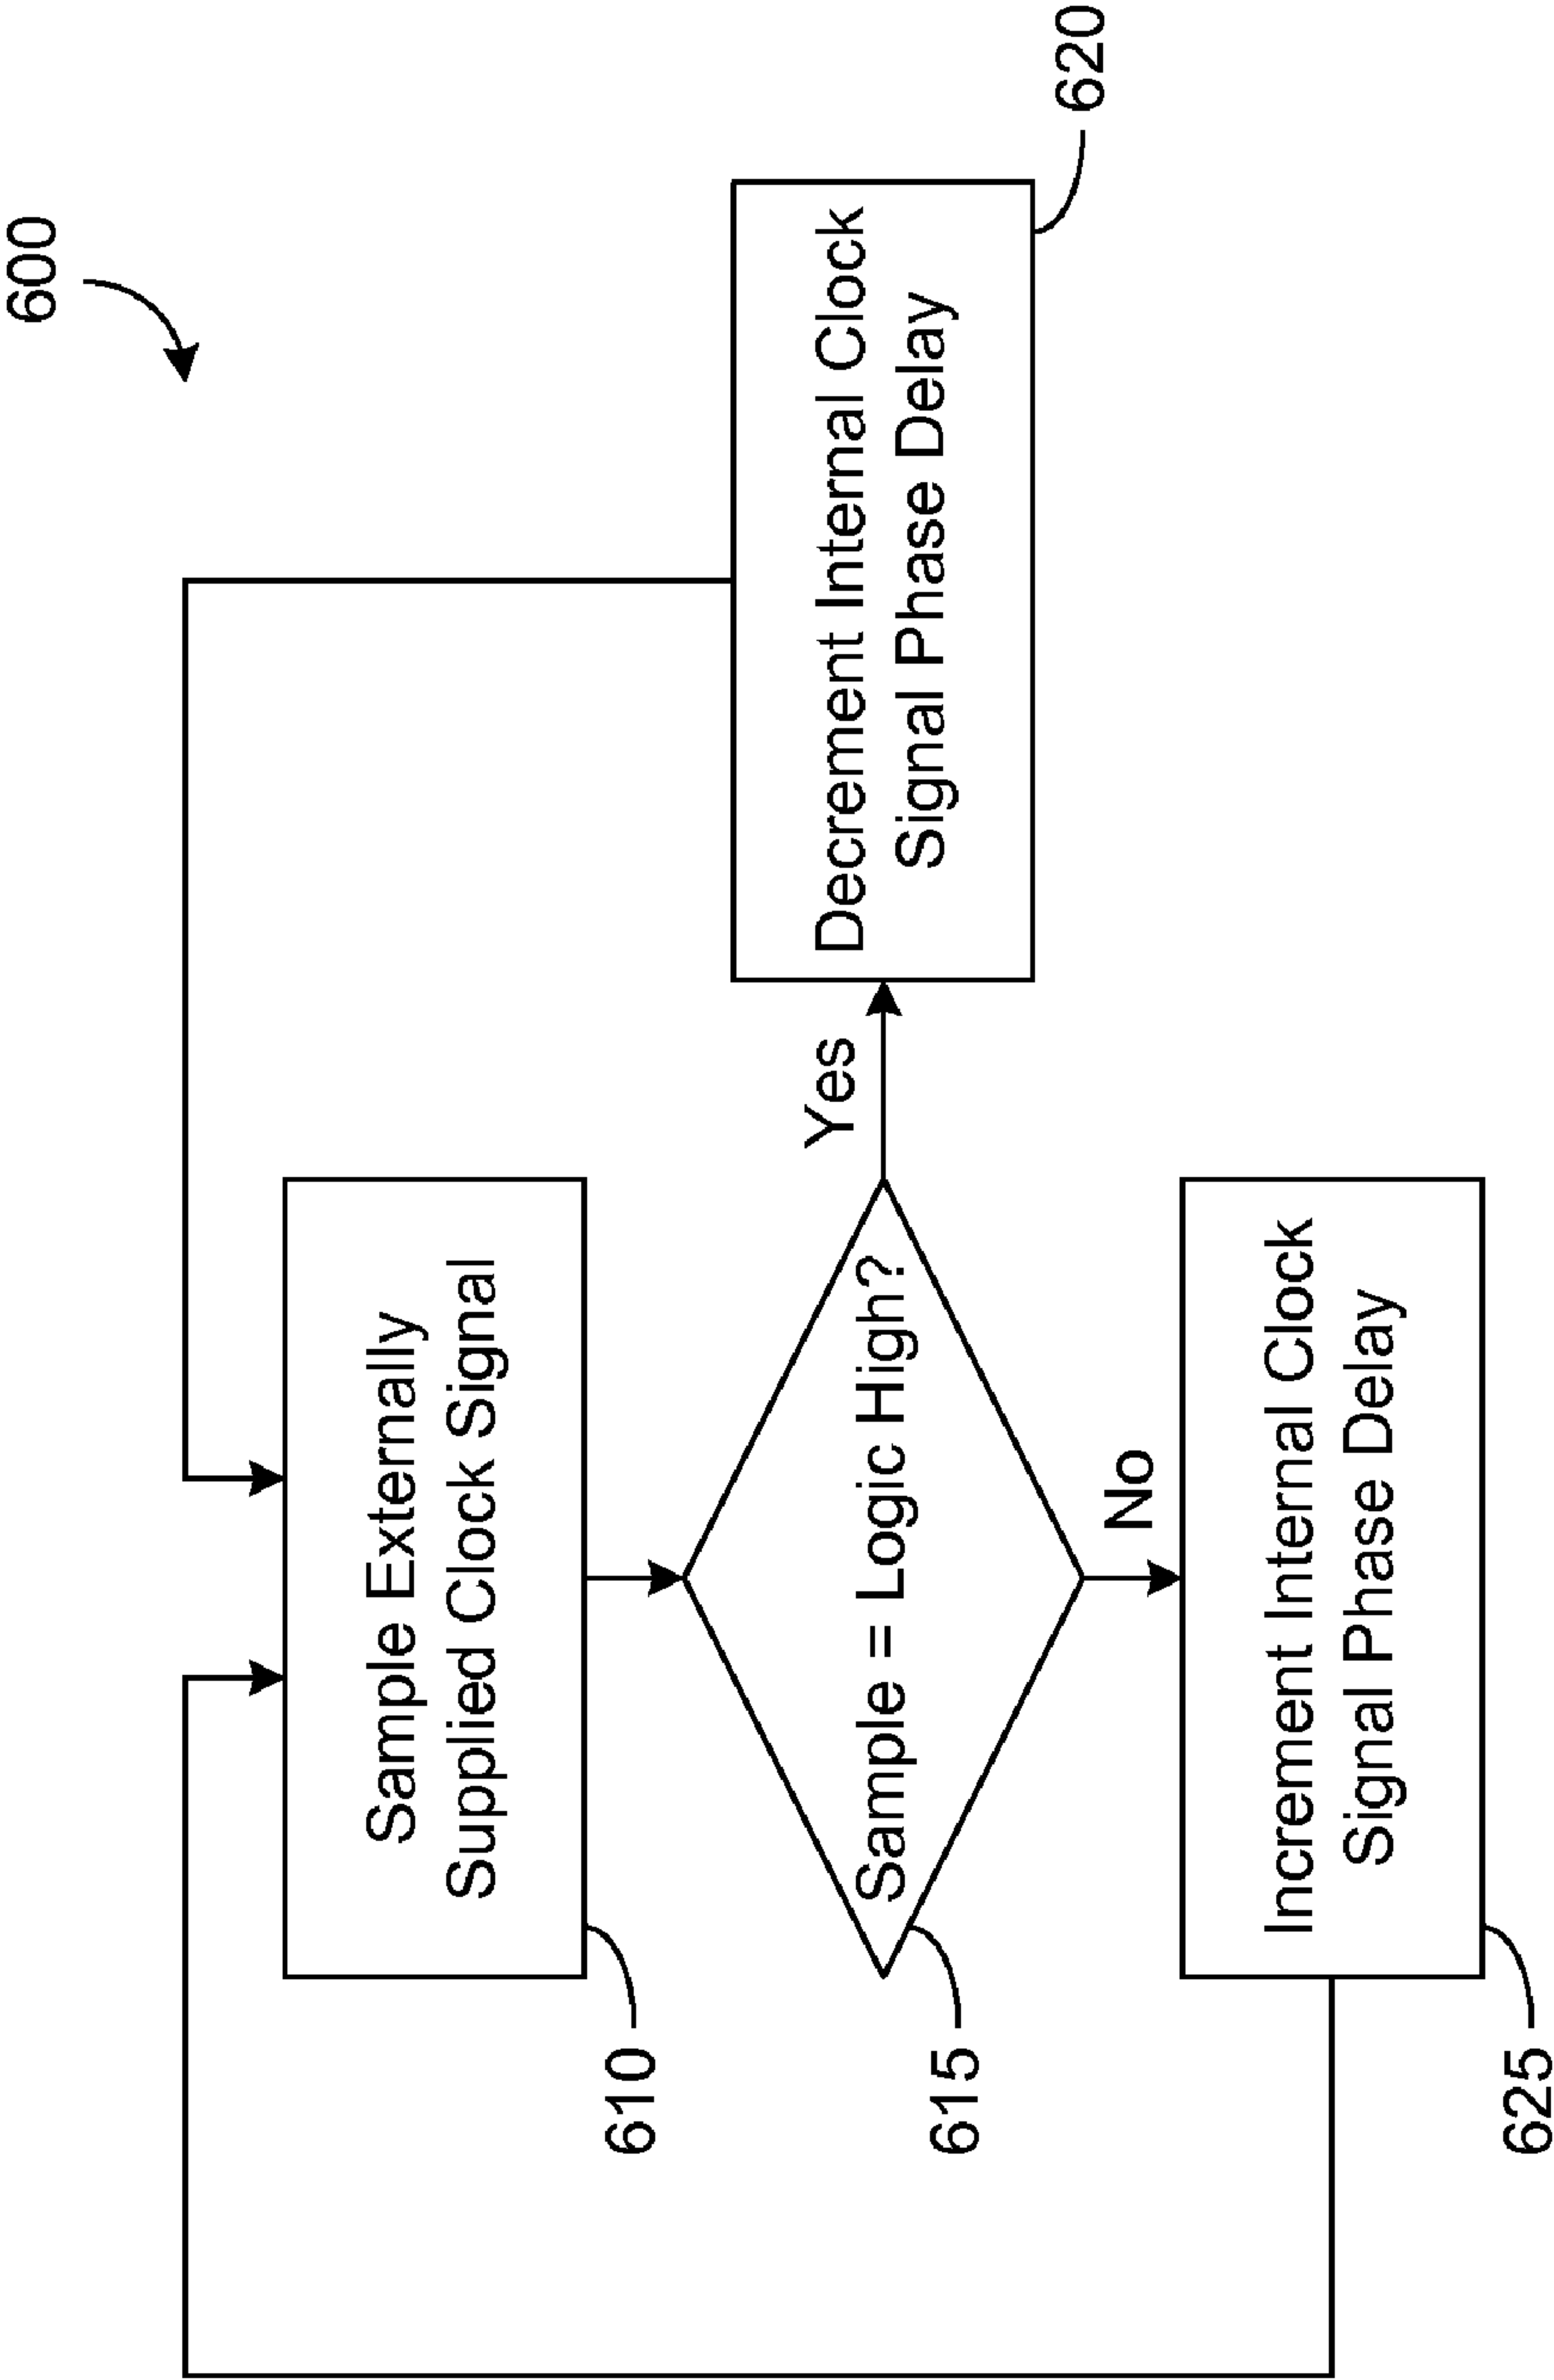 600
Sample Externally
Supplied Clock Signal
610
Sample = Logic High?
615
Yes
Decrement Internal Clock
Signal Phase Delay
620
No
Increment Internal Clock
Signal Phase Delay
625